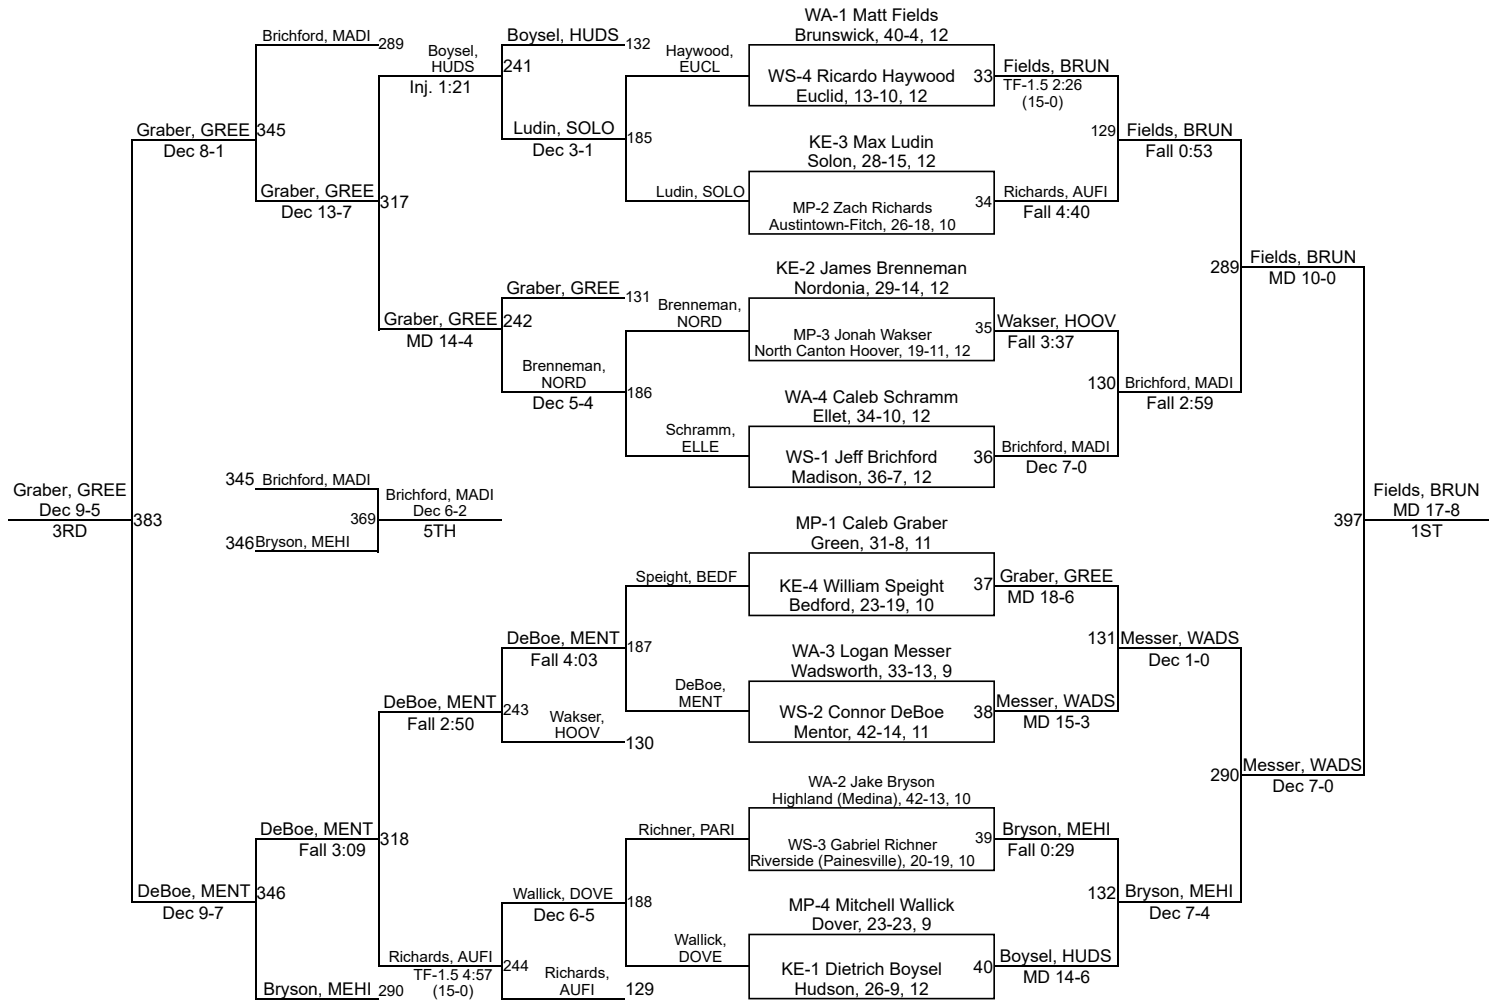 WA-1 Matt Fields
Brunswick, 40-4, 12
WS-4 Ricardo Haywood
Euclid, 13-10, 12
33
KE-3 Max Ludin
Solon, 28-15, 12
MP-2 Zach Richards
Austintown-Fitch, 26-18, 10
34
KE-2 James Brenneman
Nordonia, 29-14, 12
MP-3 Jonah Wakser
North Canton Hoover, 19-11, 12
35
WA-4 Caleb Schramm
Ellet, 34-10, 12
WS-1 Jeff Brichford
Madison, 36-7, 12
36
MP-1 Caleb Graber
Green, 31-8, 11
KE-4 William Speight
Bedford, 23-19, 10
37
WA-3 Logan Messer
Wadsworth, 33-13, 9
WS-2 Connor DeBoe
Mentor, 42-14, 11
38
WA-2 Jake Bryson
Highland (Medina), 42-13, 10
WS-3 Gabriel Richner
Riverside (Painesville), 20-19, 10
39
MP-4 Mitchell Wallick
Dover, 23-23, 9
KE-1 Dietrich Boysel
Hudson, 26-9, 12
40
Fields, BRUN
TF-1.5 2:26
(15-0)
129
Richards, AUFI
Fall 4:40
Wakser, HOOV
Fall 3:37
130
Brichford, MADI
Dec 7-0
Graber, GREE
MD 18-6
131
Messer, WADS
MD 15-3
Bryson, MEHI
Fall 0:29
132
Boysel, HUDS
MD 14-6
Fields, BRUN
Fall 0:53
289
Brichford, MADI
Fall 2:59
Messer, WADS
Dec 1-0
290
Bryson, MEHI
Dec 7-4
Fields, BRUN
MD 10-0
397
Messer, WADS
Dec 7-0
Fields, BRUN
MD 17-8
1ST
Haywood,
EUCL
185
Ludin, SOLO
Brenneman,
NORD
186
Schramm,
ELLE
Speight, BEDF
187
DeBoe,
MENT
Richner, PARI
188
Wallick,
DOVE
Boysel, HUDS
132
241
Ludin, SOLO
Dec 3-1
Graber, GREE
131
242
Brenneman,
NORD
Dec 5-4
DeBoe, MENT
Fall 4:03
243
Wakser,
HOOV
130
Wallick, DOVE
Dec 6-5
244
Richards,
AUFI
129
Boysel,
HUDS
Inj. 1:21
317
Graber, GREE
MD 14-4
DeBoe, MENT
Fall 2:50
318
Richards, AUFI
TF-1.5 4:57
(15-0)
Brichford, MADI
289
345
Graber, GREE
Dec 13-7
DeBoe, MENT
Fall 3:09
346
Bryson, MEHI
290
Graber, GREE
Dec 8-1
383
DeBoe, MENT
Dec 9-7
Graber, GREE
Dec 9-5
3RD
345
Brichford, MADI
369
346
Bryson, MEHI
Brichford, MADI
Dec 6-2
5TH